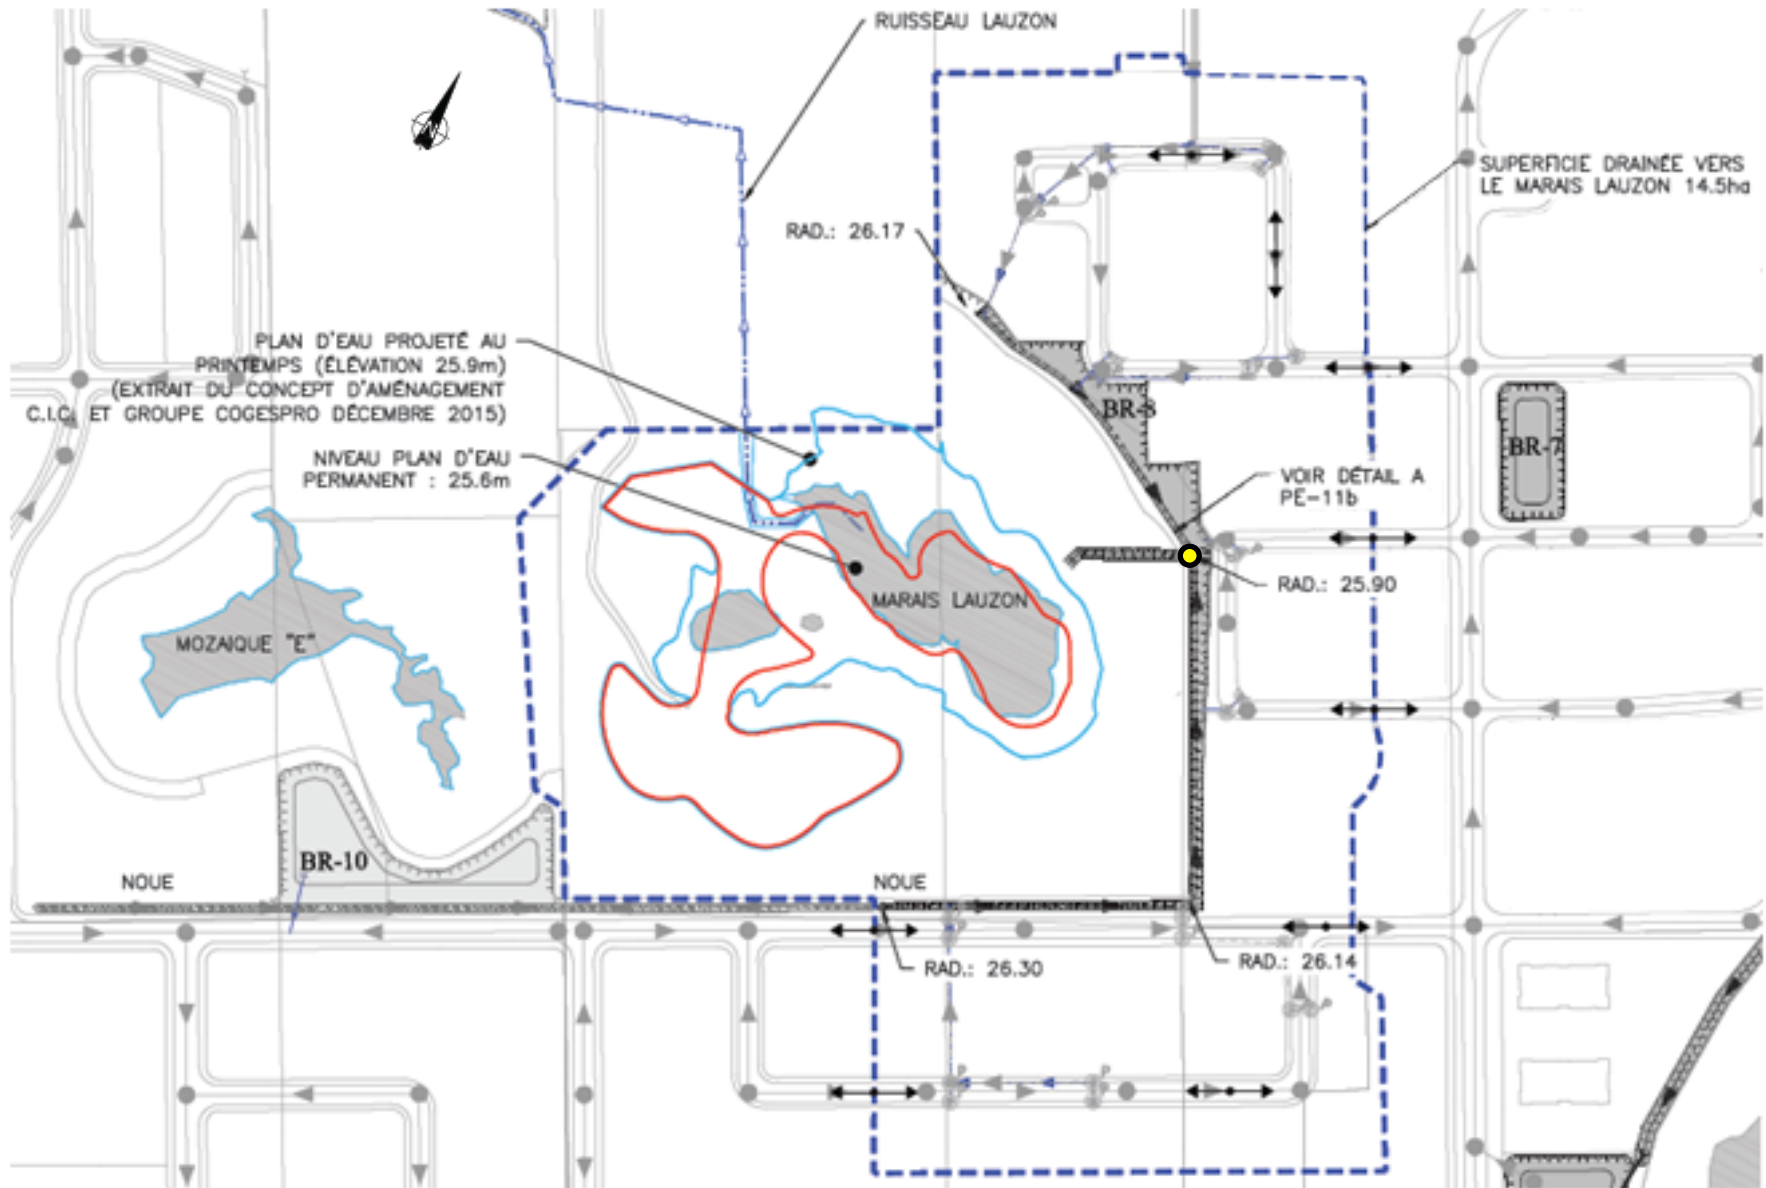 RUISSEAU LAUZON
SUPERFICIE DRAINÉE VERS
LE MARAIS LAUZON 14.5ha
RAD.: 26.17
PLAN D'EAU PROJETÉ AU
PRINTEMPS (ÉLÉVATION 25.9m)
(EXTRAIT DU CONCEPT D'AMÉNAGEMENT
C.I.C. ET GROUPE COGESPRO DÉCEMBRE 2015)
BR-8
BR-7
NIVEAU PLAN D'EAU
PERMANENT : 25.6m
VOIR DÉTAIL A
PE-11b
RAD.: 25.90
MARAIS LAUZON
MOZAIQUE "E"
BR-10
NOUE
NOUE
RAD.: 26.30
RAD.: 26.14
P
P
P